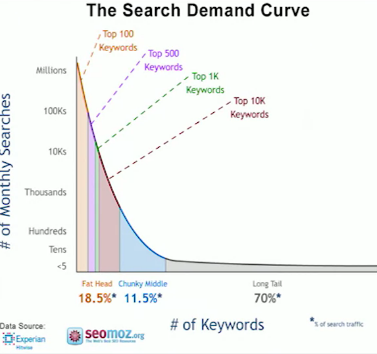 The Search Demand Curve
Top 100
Keywords
Top 500
Keywords
Top 1K
Keywords
Top 10K
Keywords
# of Monthly Searches
Millions
100Ks
10Ks
Thousands
Hundreds
Tens
<5
Fat Head
18.5%*
Chunky Middle
11.5%*
Long Tail
70%*
# of Keywords
*% of search traffic
Data Source:
Experian
Hitwise
seomoz.org